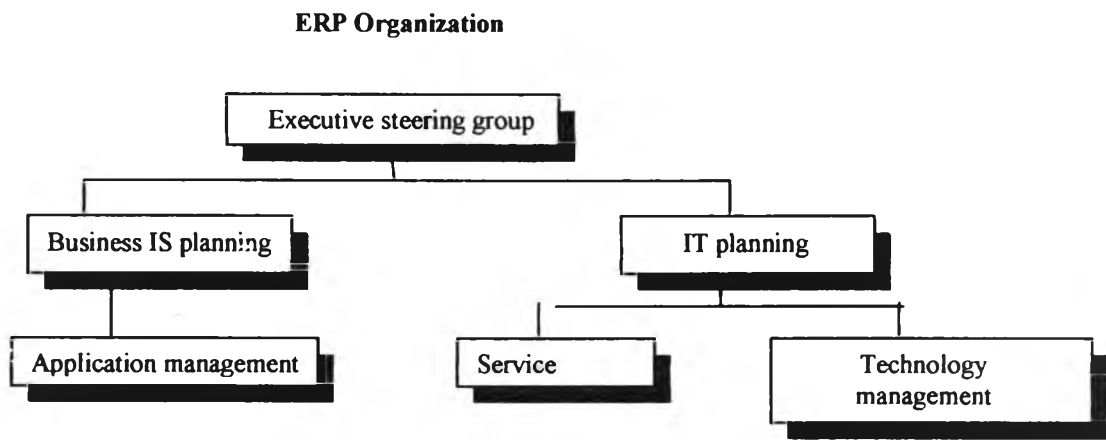 ERP Organization
Executive steering group
Business IS planning
IT planning
Application management
Service
Technology
management